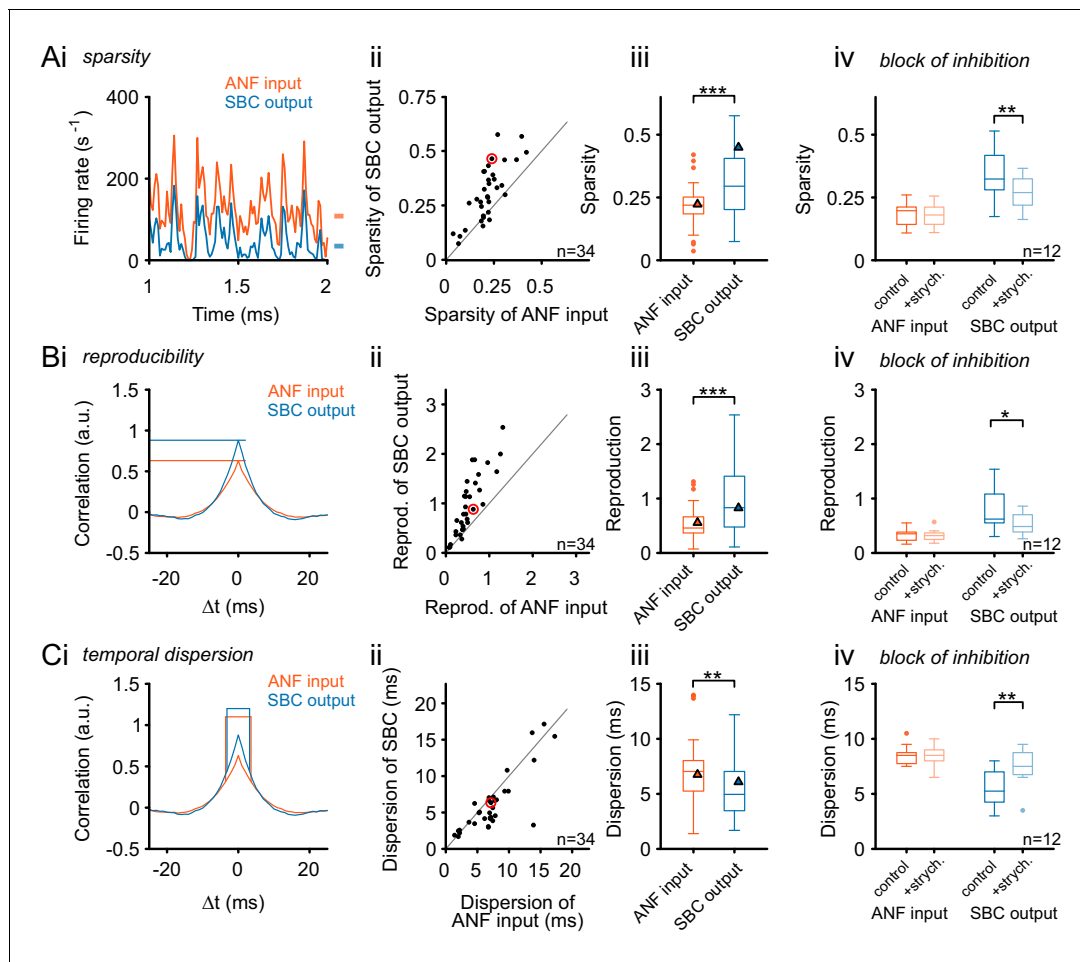 Ai sparsity
ANF input
SBC output
Firing rate (s⁻¹)
400
200
0
1
1.5
2
Time (ms)
ii
Sparsity of SBC output
0.75
0.5
0.25
0
0
0.25
0.5
n=34
Sparsity of ANF input
iii
***
Sparsity
0.5
0.25
0
ANF input
SBC output
iv
block of inhibition
**
Sparsity
0.5
0.25
0
n=12
control
+strych.
control
+strych.
ANF input
SBC output
Bi reproducibility
ANF input
SBC output
Correlation (a.u.)
1.5
1
0.5
0
-0.5
-20
0
20
Δt (ms)
ii
Reprod. of SBC output
3
2
1
0
0
1
2
3
n=34
Reprod. of ANF input
iii
***
Reproduction
3
2
1
0
ANF input
SBC output
iv
block of inhibition
*
Reproduction
3
2
1
0
n=12
control
+strych.
control
+strych.
ANF input
SBC output
Ci temporal dispersion
ANF input
SBC output
Correlation (a.u.)
1.5
1
0.5
0
-0.5
-20
0
20
Δt (ms)
ii
Dispersion of SBC (ms)
20
15
10
5
0
0
5
10
15
20
n=34
Dispersion of
ANF input (ms)
iii
**
Dispersion (ms)
15
10
5
0
ANF input
SBC output
iv
block of inhibition
**
Dispersion (ms)
15
10
5
0
n=12
control
+strych.
control
+strych.
ANF input
SBC output